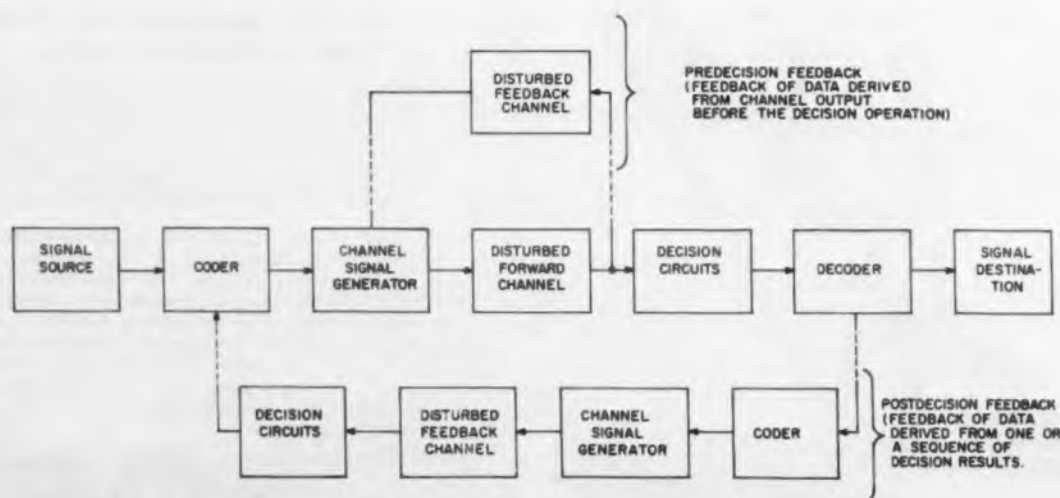 DISTURBED
FEEDBACK
CHANNEL
PREDECISION FEEDBACK
(FEEDBACK OF DATA DERIVED
FROM CHANNEL OUTPUT
BEFORE THE DECISION OPERATION)
SIGNAL
SOURCE
CODER
CHANNEL
SIGNAL
GENERATOR
DISTURBED
FORWARD
CHANNEL
DECISION
CIRCUITS
DECODER
SIGNAL
DESTINA-
TION
DECISION
CIRCUITS
DISTURBED
FEEDBACK
CHANNEL
CHANNEL
SIGNAL
GENERATOR
CODER
POSTDECISION FEEDBACK
(FEEDBACK OF DATA
DERIVED FROM ONE OR
A SEQUENCE OF
DECISION RESULTS.